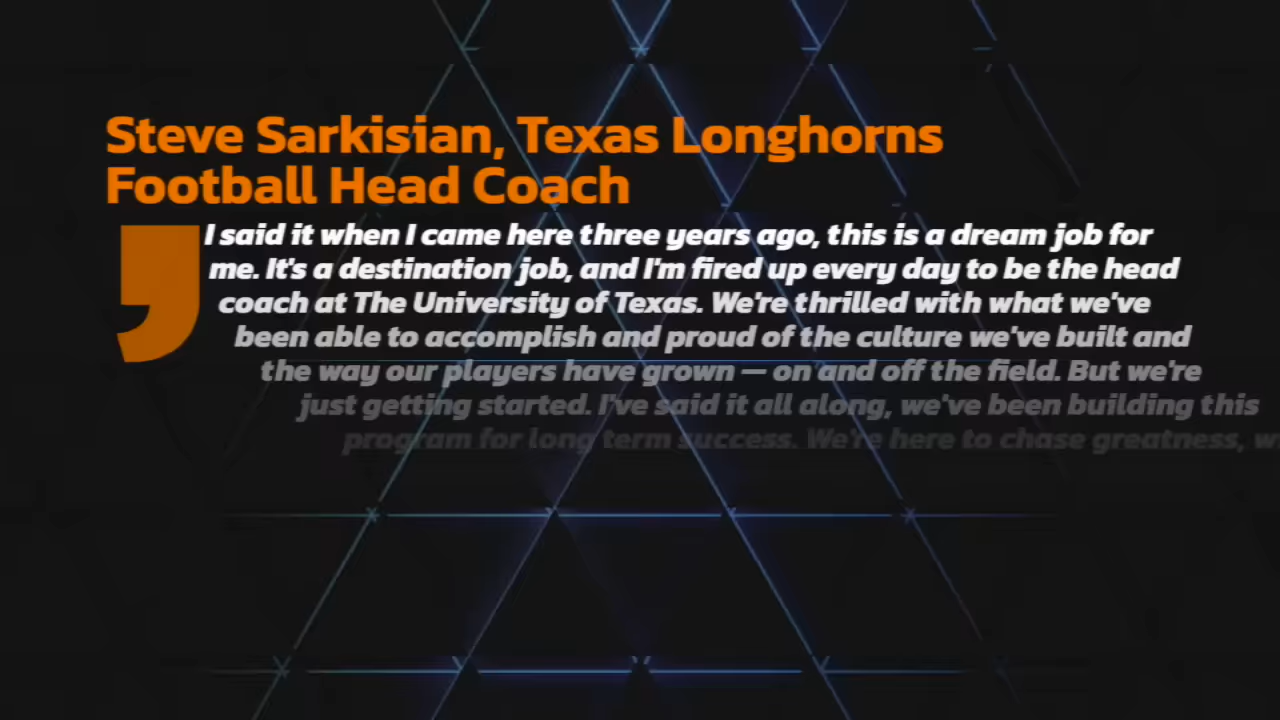 Steve Sarkisian, Texas Longhorns
Football Head Coach
I said it when I came here three years ago, this is a dream job for
me. It's a destination job, and I'm fired up every day to be the head
coach at The University of Texas. We're thrilled with what we've
been able to accomplish and proud of the culture we've built and
the way our players have grown — on and off the field. But we're
just getting started. I've said it all along, we've been building this
program for long term success. We're here to chase greatness,